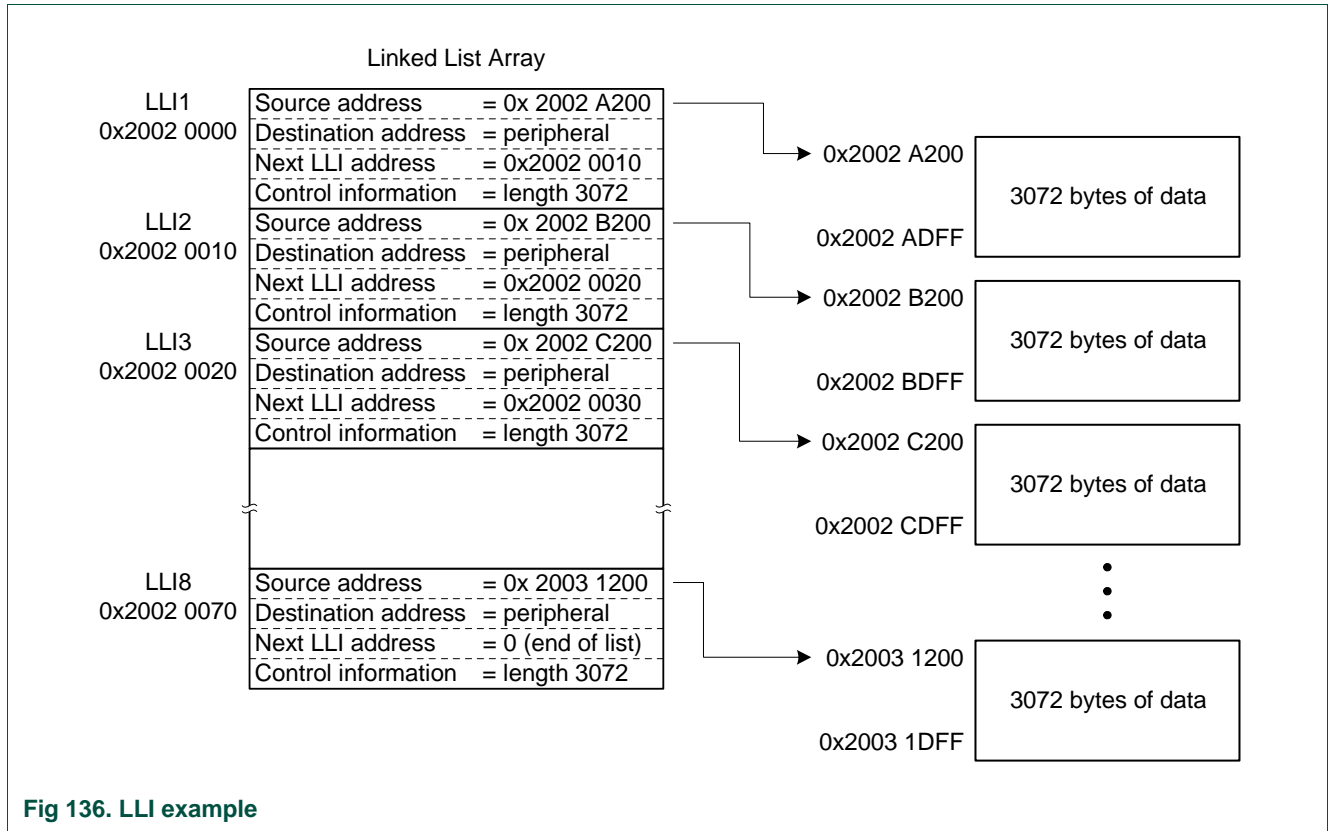 Linked List Array
LLI1
0x2002 0000
Source address = 0x 2002 A200
Destination address = peripheral
Next LLI address = 0x2002 0010
Control information = length 3072
LLI2
0x2002 0010
Source address = 0x 2002 B200
Destination address = peripheral
Next LLI address = 0x2002 0020
Control information = length 3072
LLI3
0x2002 0020
Source address = 0x 2002 C200
Destination address = peripheral
Next LLI address = 0x2002 0030
Control information = length 3072
LLI8
0x2002 0070
Source address = 0x 2003 1200
Destination address = peripheral
Next LLI address = 0 (end of list)
Control information = length 3072
0x2002 A200
3072 bytes of data
0x2002 ADFF
0x2002 B200
3072 bytes of data
0x2002 BDFF
0x2002 C200
3072 bytes of data
0x2002 CDFF
0x2003 1200
3072 bytes of data
0x2003 1DFF
Fig 136. LLI example